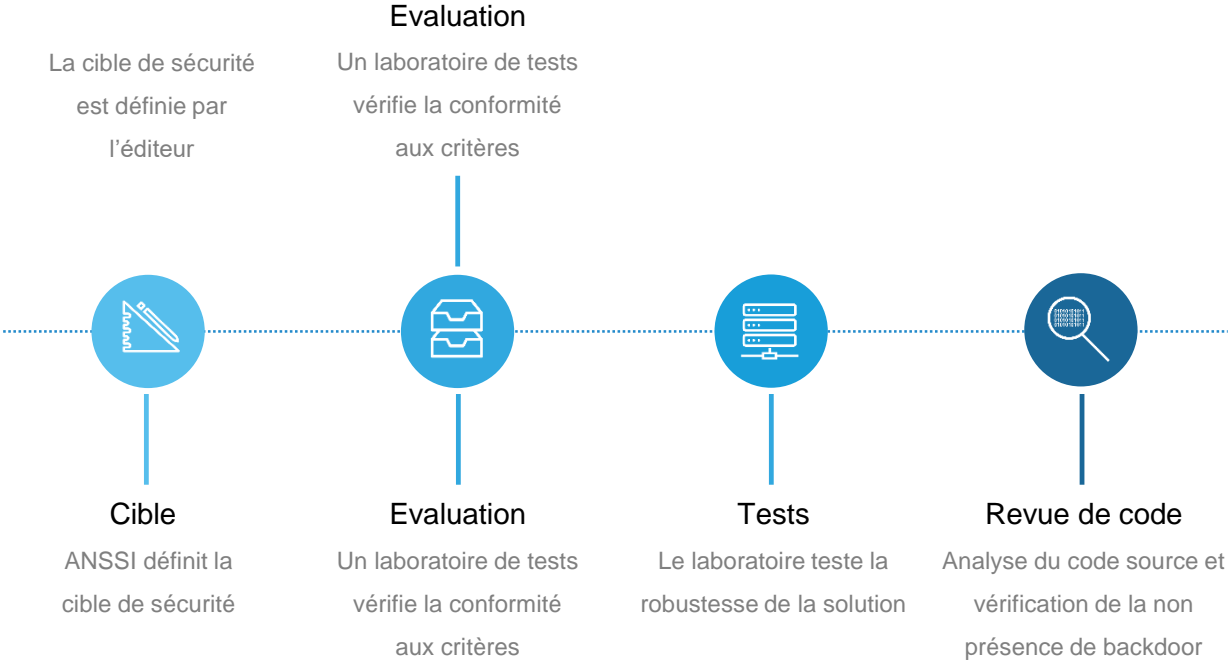 Evaluation
La cible de sécurité
est définie par
l’éditeur
Un laboratoire de tests
vérifie la conformité
aux critères
Cible
ANSSI définit la
cible de sécurité
Evaluation
Un laboratoire de tests
vérifie la conformité
aux critères
Tests
Le laboratoire teste la
robustesse de la solution
Revue de code
Analyse du code source et
vérification de la non
présence de backdoor